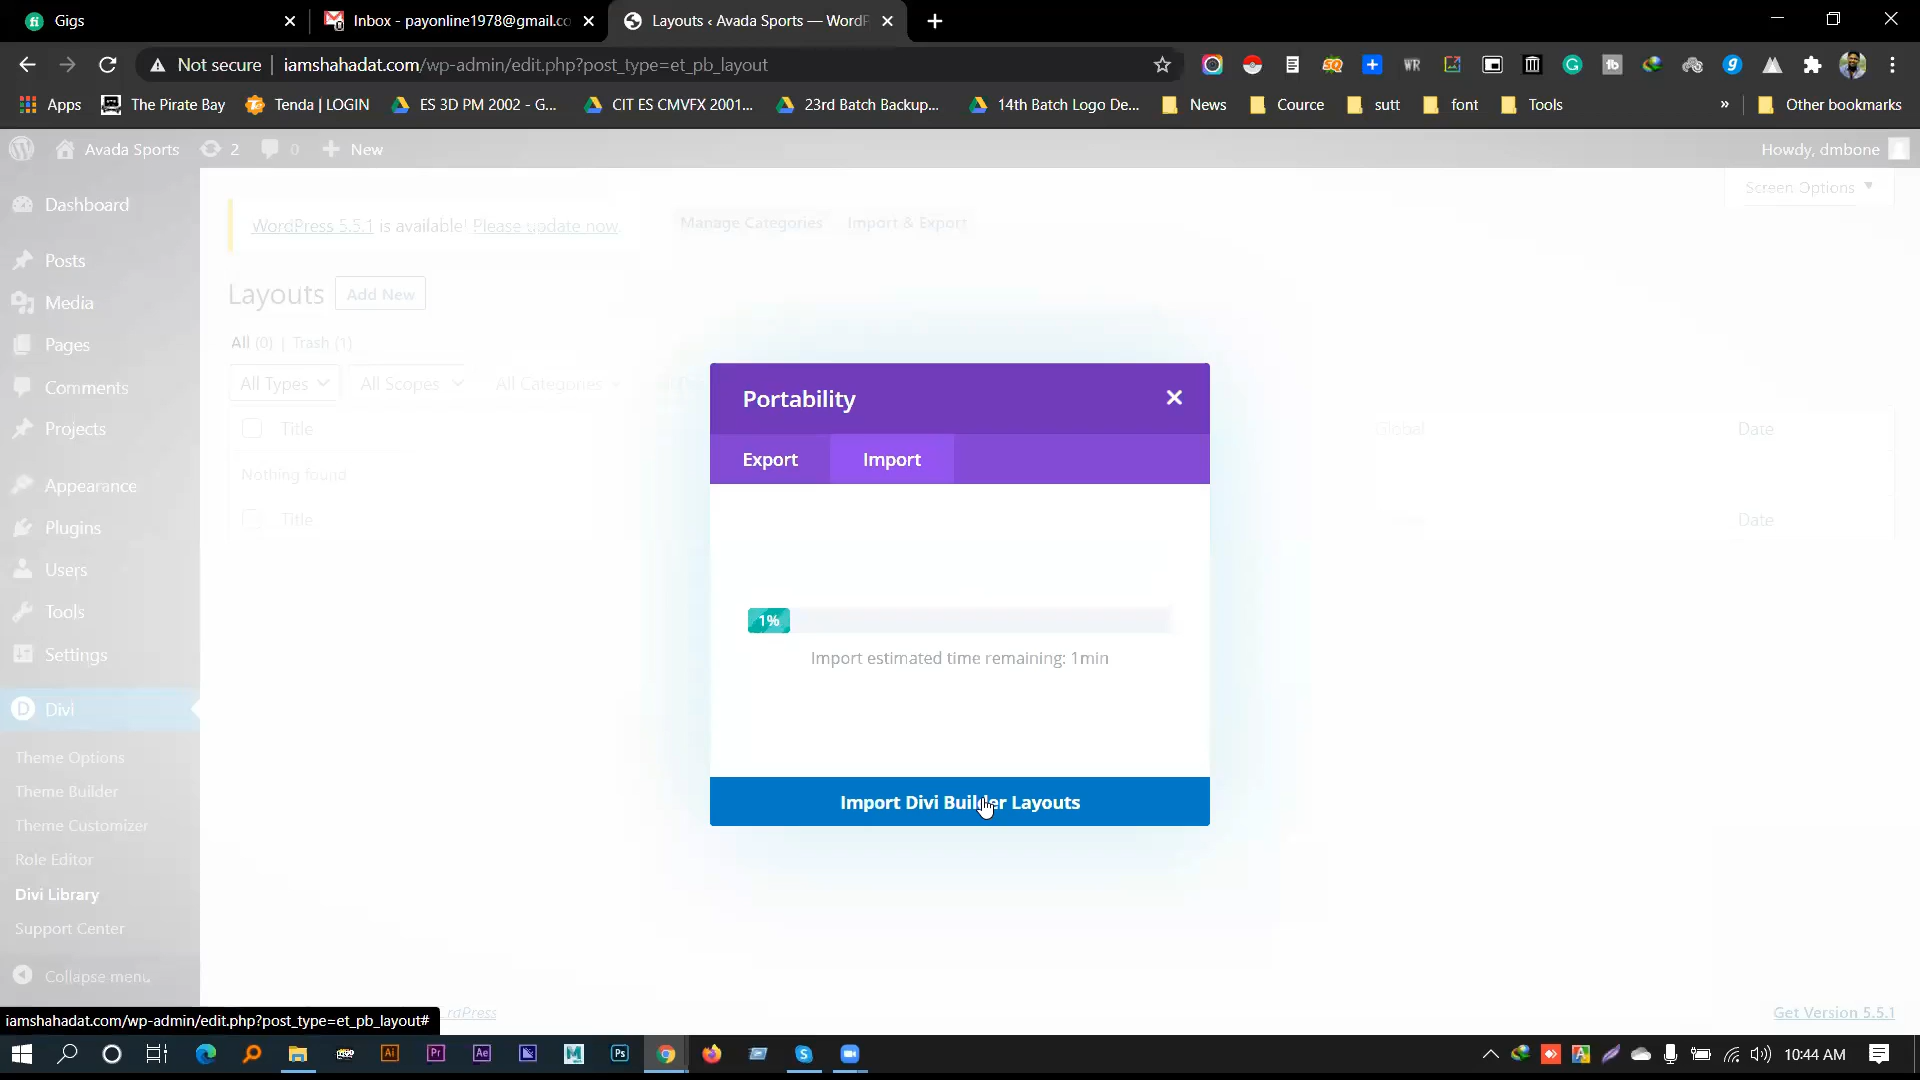 Gigs
Inbox - payonline1978@gmail.co
Layouts ‹ Avada Sports — WordP
Not secure
iamshahadat.com/wp-admin/edit.php?post_type=et_pb_layout
Apps
The Pirate Bay
Tenda | LOGIN
ES 3D PM 2002 - G...
CIT ES CMVFX 2001...
23rd Batch Backup...
14th Batch Logo De...
News
Cource
sutt
font
Tools
»
Other bookmarks
Avada Sports
2
0
New
Howdy, dmbone
Screen Options
WordPress 5.5.1 is available! Please update now.
Manage Categories
Import & Export
Layouts
Add New
All (0) | Trash (1)
All Types
All Scopes
All Categories
Title
Global
Date
Nothing found
Title
Date
Dashboard
Posts
Media
Pages
Comments
Projects
Appearance
Plugins
Users
Tools
Settings
Divi
Theme Options
Theme Builder
Theme Customizer
Role Editor
Divi Library
Support Center
Collapse menu
Portability
Export
Import
1%
Import estimated time remaining: 1min
Import Divi Builder Layouts
Get Version 5.5.1
iamshahadat.com/wp-admin/edit.php?post_type=et_pb_layout#
10:44 AM